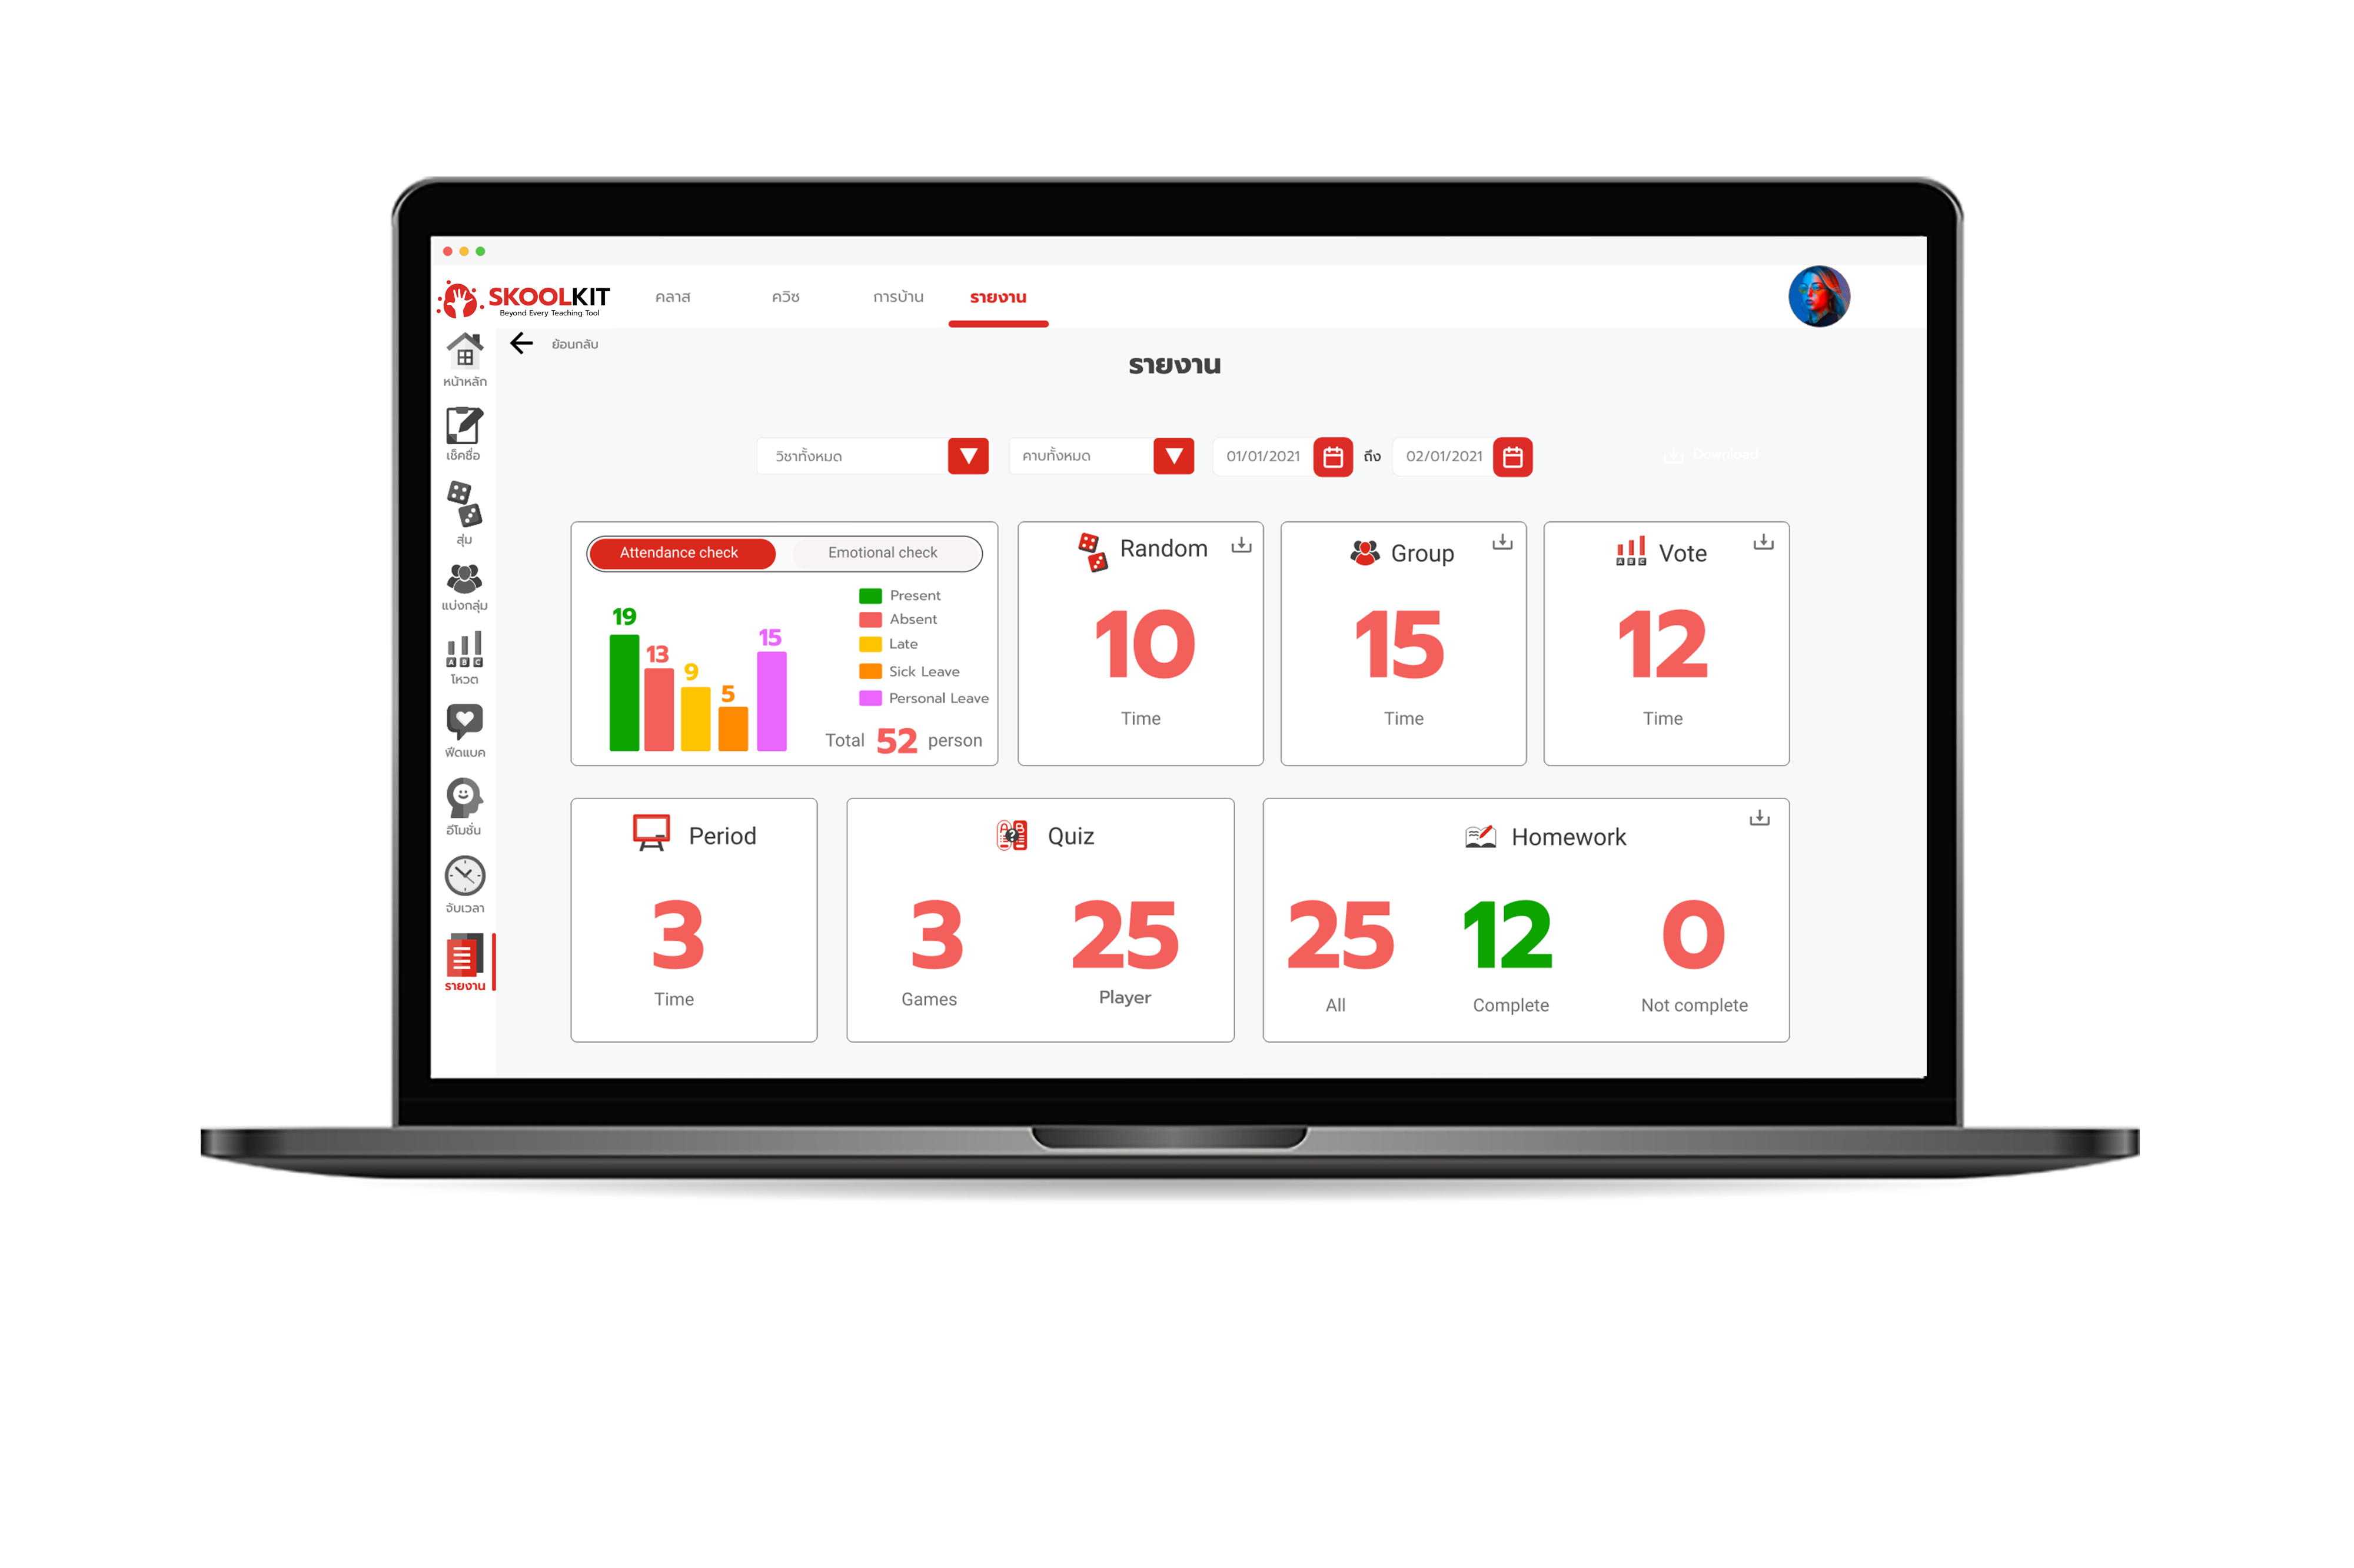 SKOOLKIT
Beyond Every Teaching Tool
คลาส
ควิซ
การบ้าน
รายงาน
ย้อนกลับ
หน้าหลัก
เช็คชื่อ
สุ่ม
แบ่งกลุ่ม
A B C
โหวต
ฟีดแบค
อีโมชั่น
จับเวลา
รายงาน
รายงาน
วิชาทั้งหมด
คาบทั้งหมด
01/01/2021
ถึง
02/01/2021
Download
Attendance check
Emotional check
19
13
9
5
15
Present
Absent
Late
Sick Leave
Personal Leave
Total 52 person
Random
10
Time
Group
15
Time
A B C
Vote
12
Time
Period
3
Time
A ? B
Quiz
3
Games
25
Player
Homework
25
All
12
Complete
0
Not complete